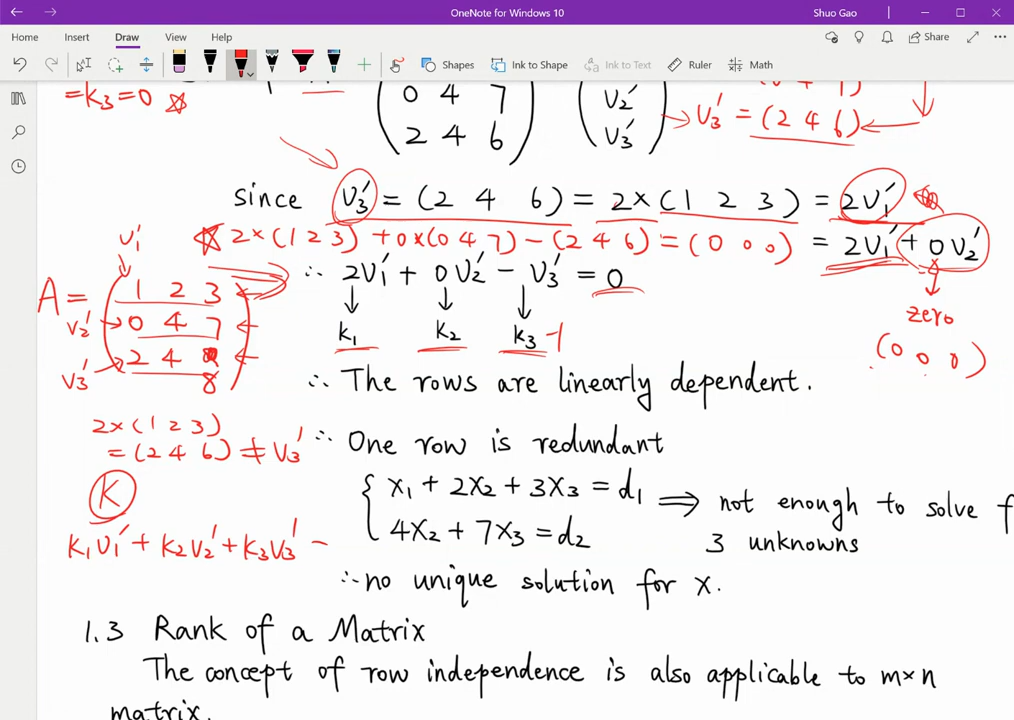 OneNote for Windows 10
Shuo Gao
Home Insert Draw View Help
Share
Shapes Ink to Shape Ink to Text Ruler Math
=k₃=0
0 4 7
2 4 6
V₂'
V₃'
V₃' = (2 4 6)
since V₃' = (2 4 6) = 2×(1 2 3) = 2V₁'
2×(1 2 3) + 0×(0 4 7) − (2 4 6) = (0 0 0) = 2V₁' + 0V₂'
∴ 2V₁' + 0V₂' − V₃' = 0
k₁ k₂ k₃ -1
zero
(0 0 0)
V₁'
A = 1 2 3
V₂' 0 4 7
V₃' 2 4
8
2×(1 2 3)
= (2 4 6) ≠ V₃'
K
k₁V₁' + k₂V₂' + k₃V₃' =
∴ The rows are linearly dependent.
∴ One row is redundant
{ x₁ + 2x₂ + 3x₃ = d₁
4x₂ + 7x₃ = d₂
⇒ not enough to solve f
3 unknowns
∴ no unique solution for x.
1.3 Rank of a Matrix
The concept of row independence is also applicable to m×n
matrix.